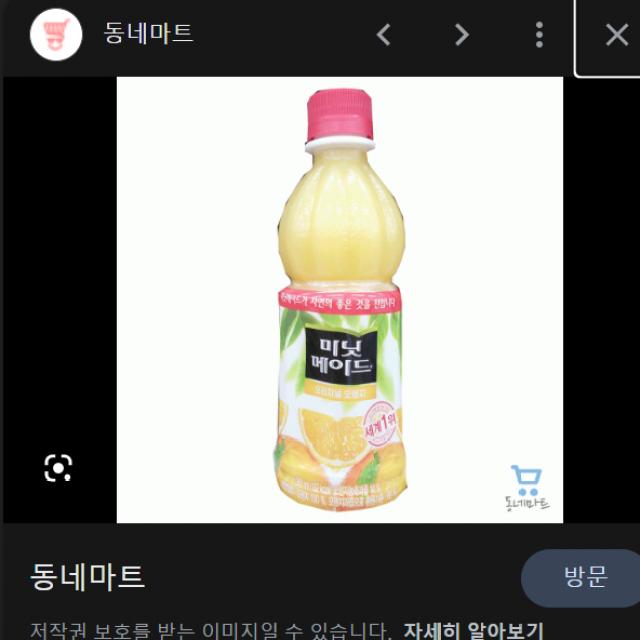 동네마트
미닛
메이드
세계1위
동네마트
동네마트
방문
저작권 보호를 받는 이미지일 수 있습니다. 자세히 알아보기